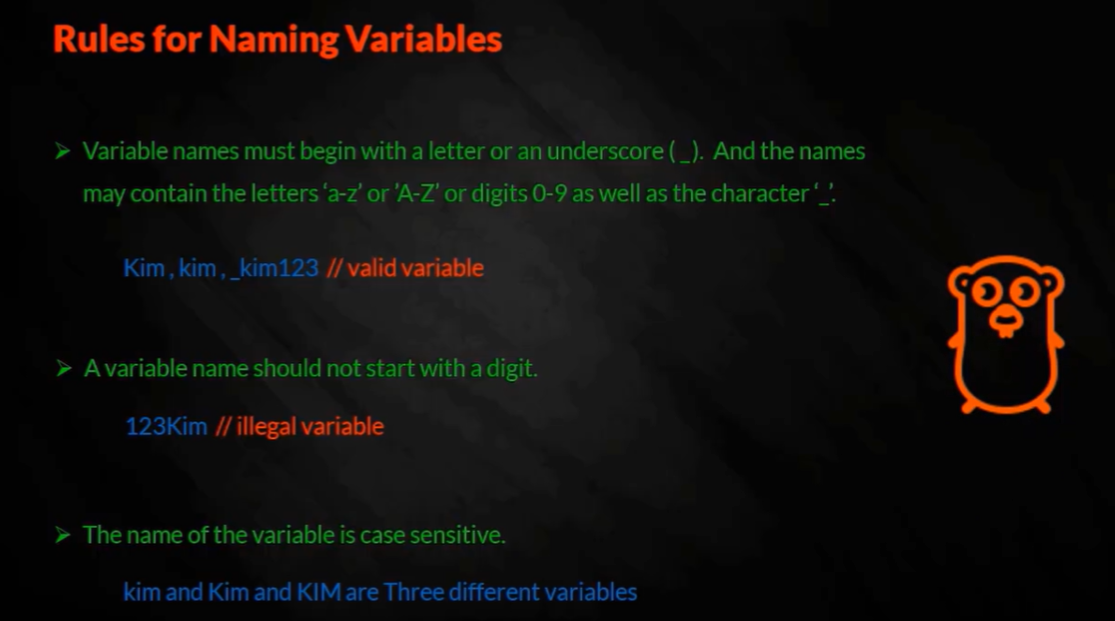 Rules for Naming Variables
➢ Variable names must begin with a letter or an underscore ( _ ). And the names
may contain the letters ‘a-z’ or ’A-Z’ or digits 0-9 as well as the character ‘_’.
Kim , kim , _kim123 // valid variable
➢ A variable name should not start with a digit.
123Kim // illegal variable
➢ The name of the variable is case sensitive.
kim and Kim and KIM are Three different variables